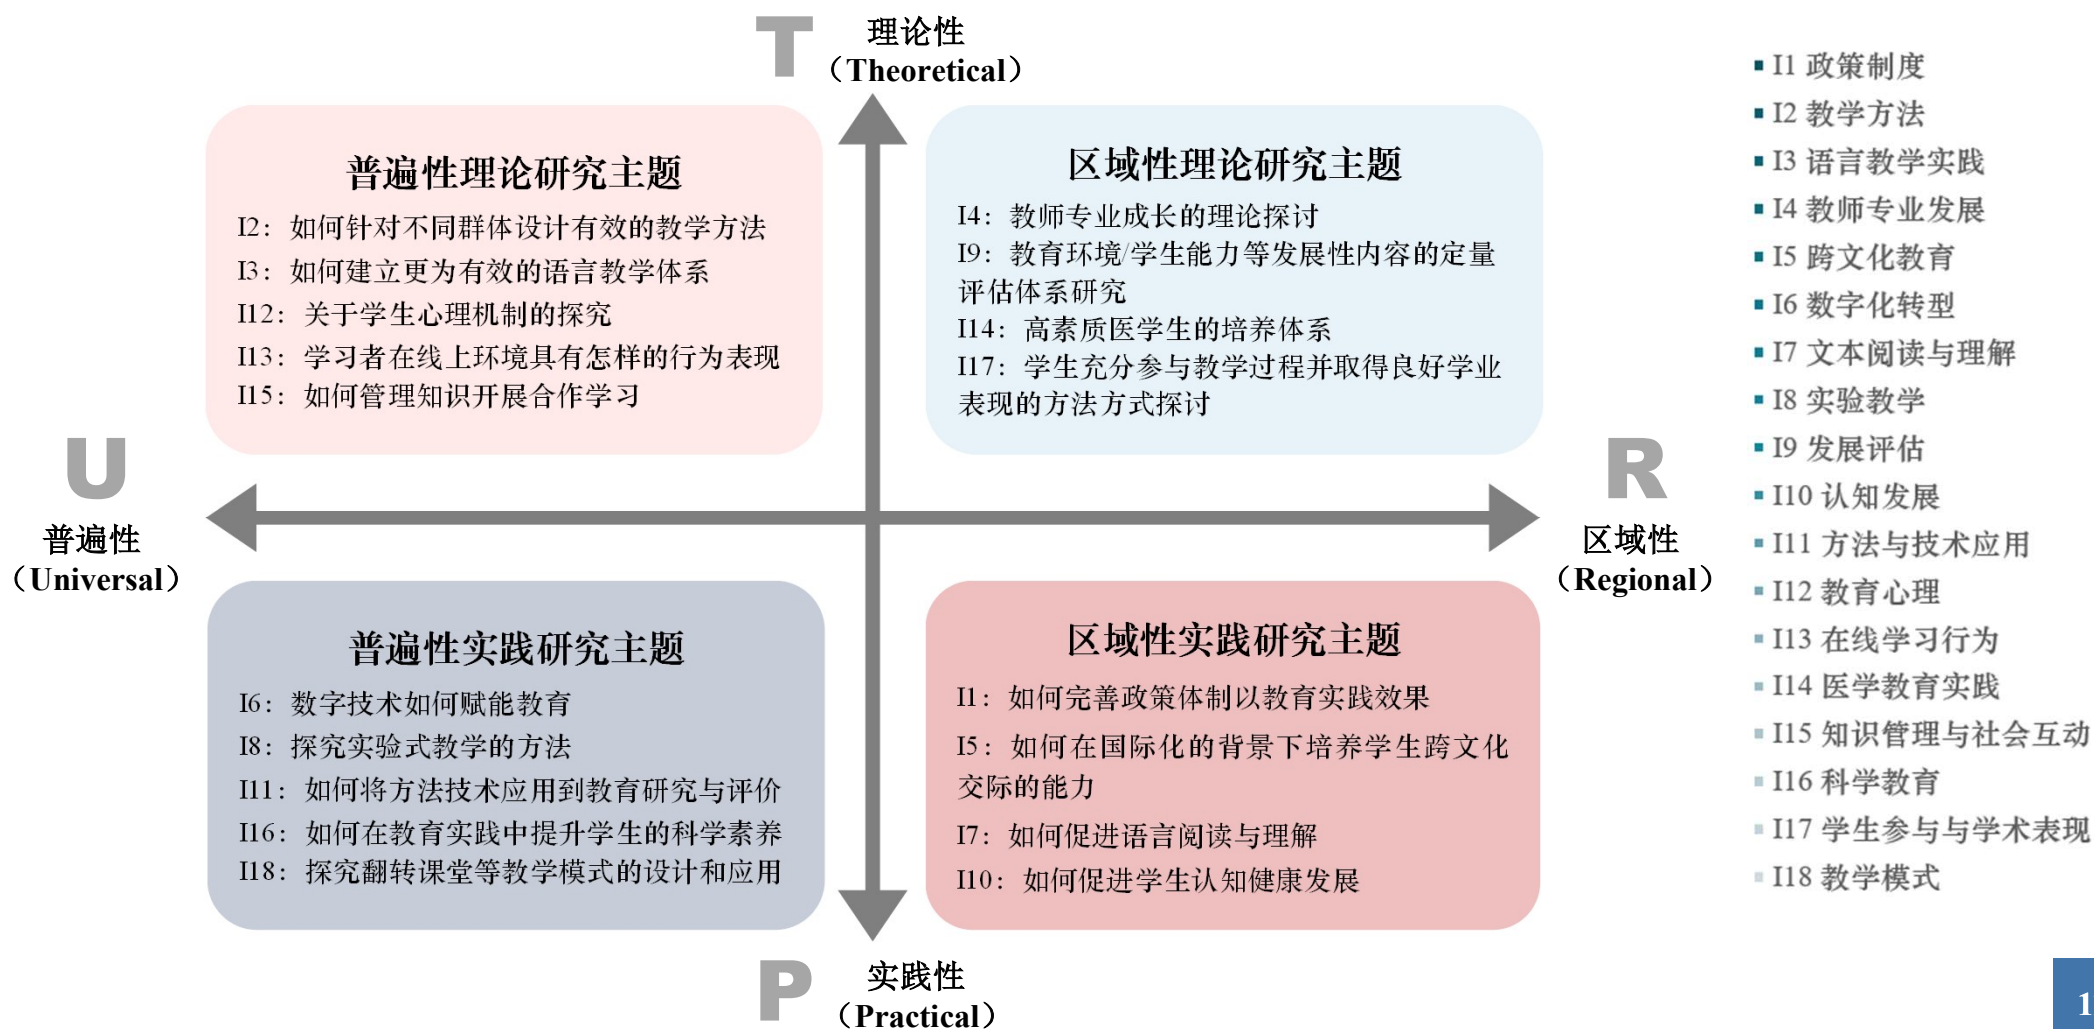 T
理论性
（Theoretical）
普遍性理论研究主题
I2：如何针对不同群体设计有效的教学方法
I3：如何建立更为有效的语言教学体系
I12：关于学生心理机制的探究
I13：学习者在线上环境具有怎样的行为表现
I15：如何管理知识开展合作学习
区域性理论研究主题
I4：教师专业成长的理论探讨
I9：教育环境/学生能力等发展性内容的定量
评估体系研究
I14：高素质医学生的培养体系
I17：学生充分参与教学过程并取得良好学业
表现的方法方式探讨
U
普遍性
（Universal）
R
区域性
（Regional）
普遍性实践研究主题
I6：数字技术如何赋能教育
I8：探究实验式教学的方法
I11：如何将方法技术应用到教育研究与评价
I16：如何在教育实践中提升学生的科学素养
I18：探究翻转课堂等教学模式的设计和应用
区域性实践研究主题
I1：如何完善政策体制以教育实践效果
I5：如何在国际化的背景下培养学生跨文化
交际的能力
I7：如何促进语言阅读与理解
I10：如何促进学生认知健康发展
P
实践性
（Practical）
I1 政策制度
I2 教学方法
I3 语言教学实践
I4 教师专业发展
I5 跨文化教育
I6 数字化转型
I7 文本阅读与理解
I8 实验教学
I9 发展评估
I10 认知发展
I11 方法与技术应用
I12 教育心理
I13 在线学习行为
I14 医学教育实践
I15 知识管理与社会互动
I16 科学教育
I17 学生参与与学术表现
I18 教学模式
1